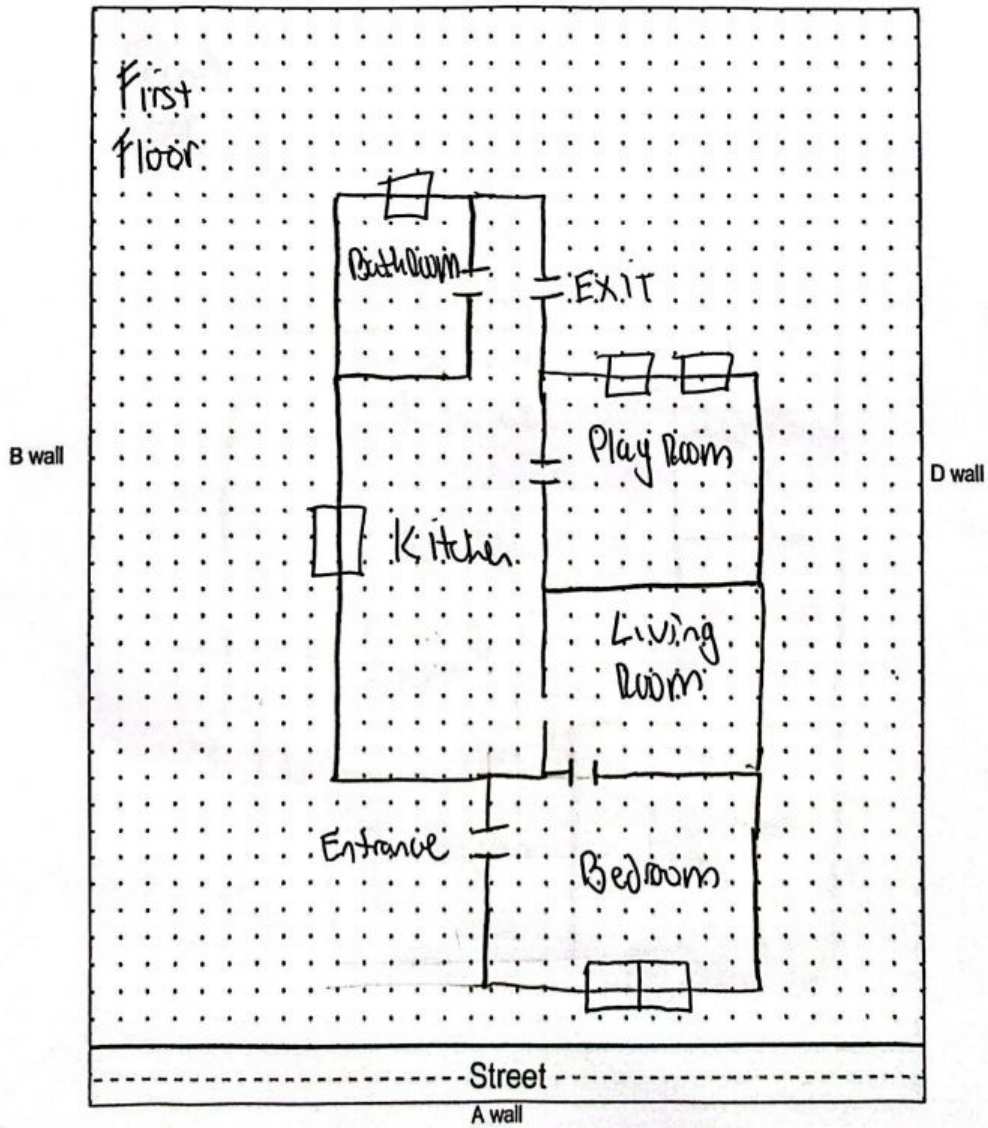 First
Floor
BathRoom
EXIT
B wall
Play Room
D wall
Kitchen
Living
Room
Entrance
Bedroom
Street
A wall